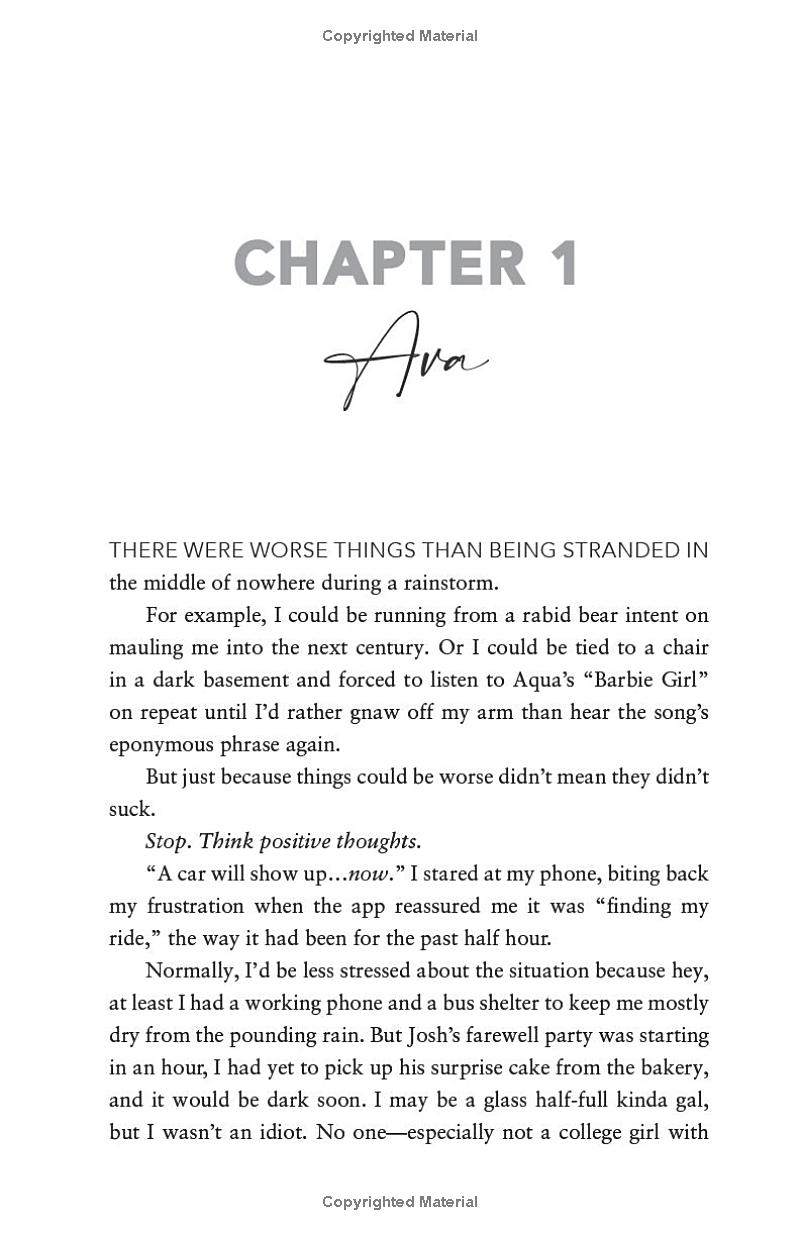 Copyrighted Material
CHAPTER 1
Ava
THERE WERE WORSE THINGS THAN BEING STRANDED IN
the middle of nowhere during a rainstorm.
For example, I could be running from a rabid bear intent on
mauling me into the next century. Or I could be tied to a chair
in a dark basement and forced to listen to Aqua’s “Barbie Girl”
on repeat until I’d rather gnaw off my arm than hear the song’s
eponymous phrase again.
But just because things could be worse didn’t mean they didn’t
suck.
Stop. Think positive thoughts.
“A car will show up…now.” I stared at my phone, biting back
my frustration when the app reassured me it was “finding my
ride,” the way it had been for the past half hour.
Normally, I’d be less stressed about the situation because hey,
at least I had a working phone and a bus shelter to keep me mostly
dry from the pounding rain. But Josh’s farewell party was starting
in an hour, I had yet to pick up his surprise cake from the bakery,
and it would be dark soon. I may be a glass half-full kinda gal,
but I wasn’t an idiot. No one—especially not a college girl with
Copyrighted Material